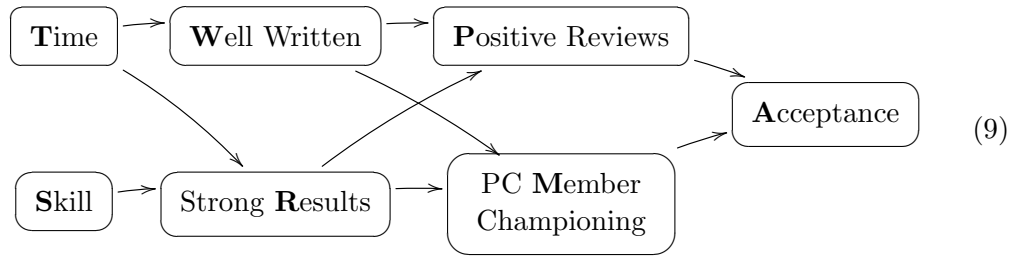 Time
Well Written
Positive Reviews
Acceptance
(9)
Skill
Strong Results
PC Member
Championing